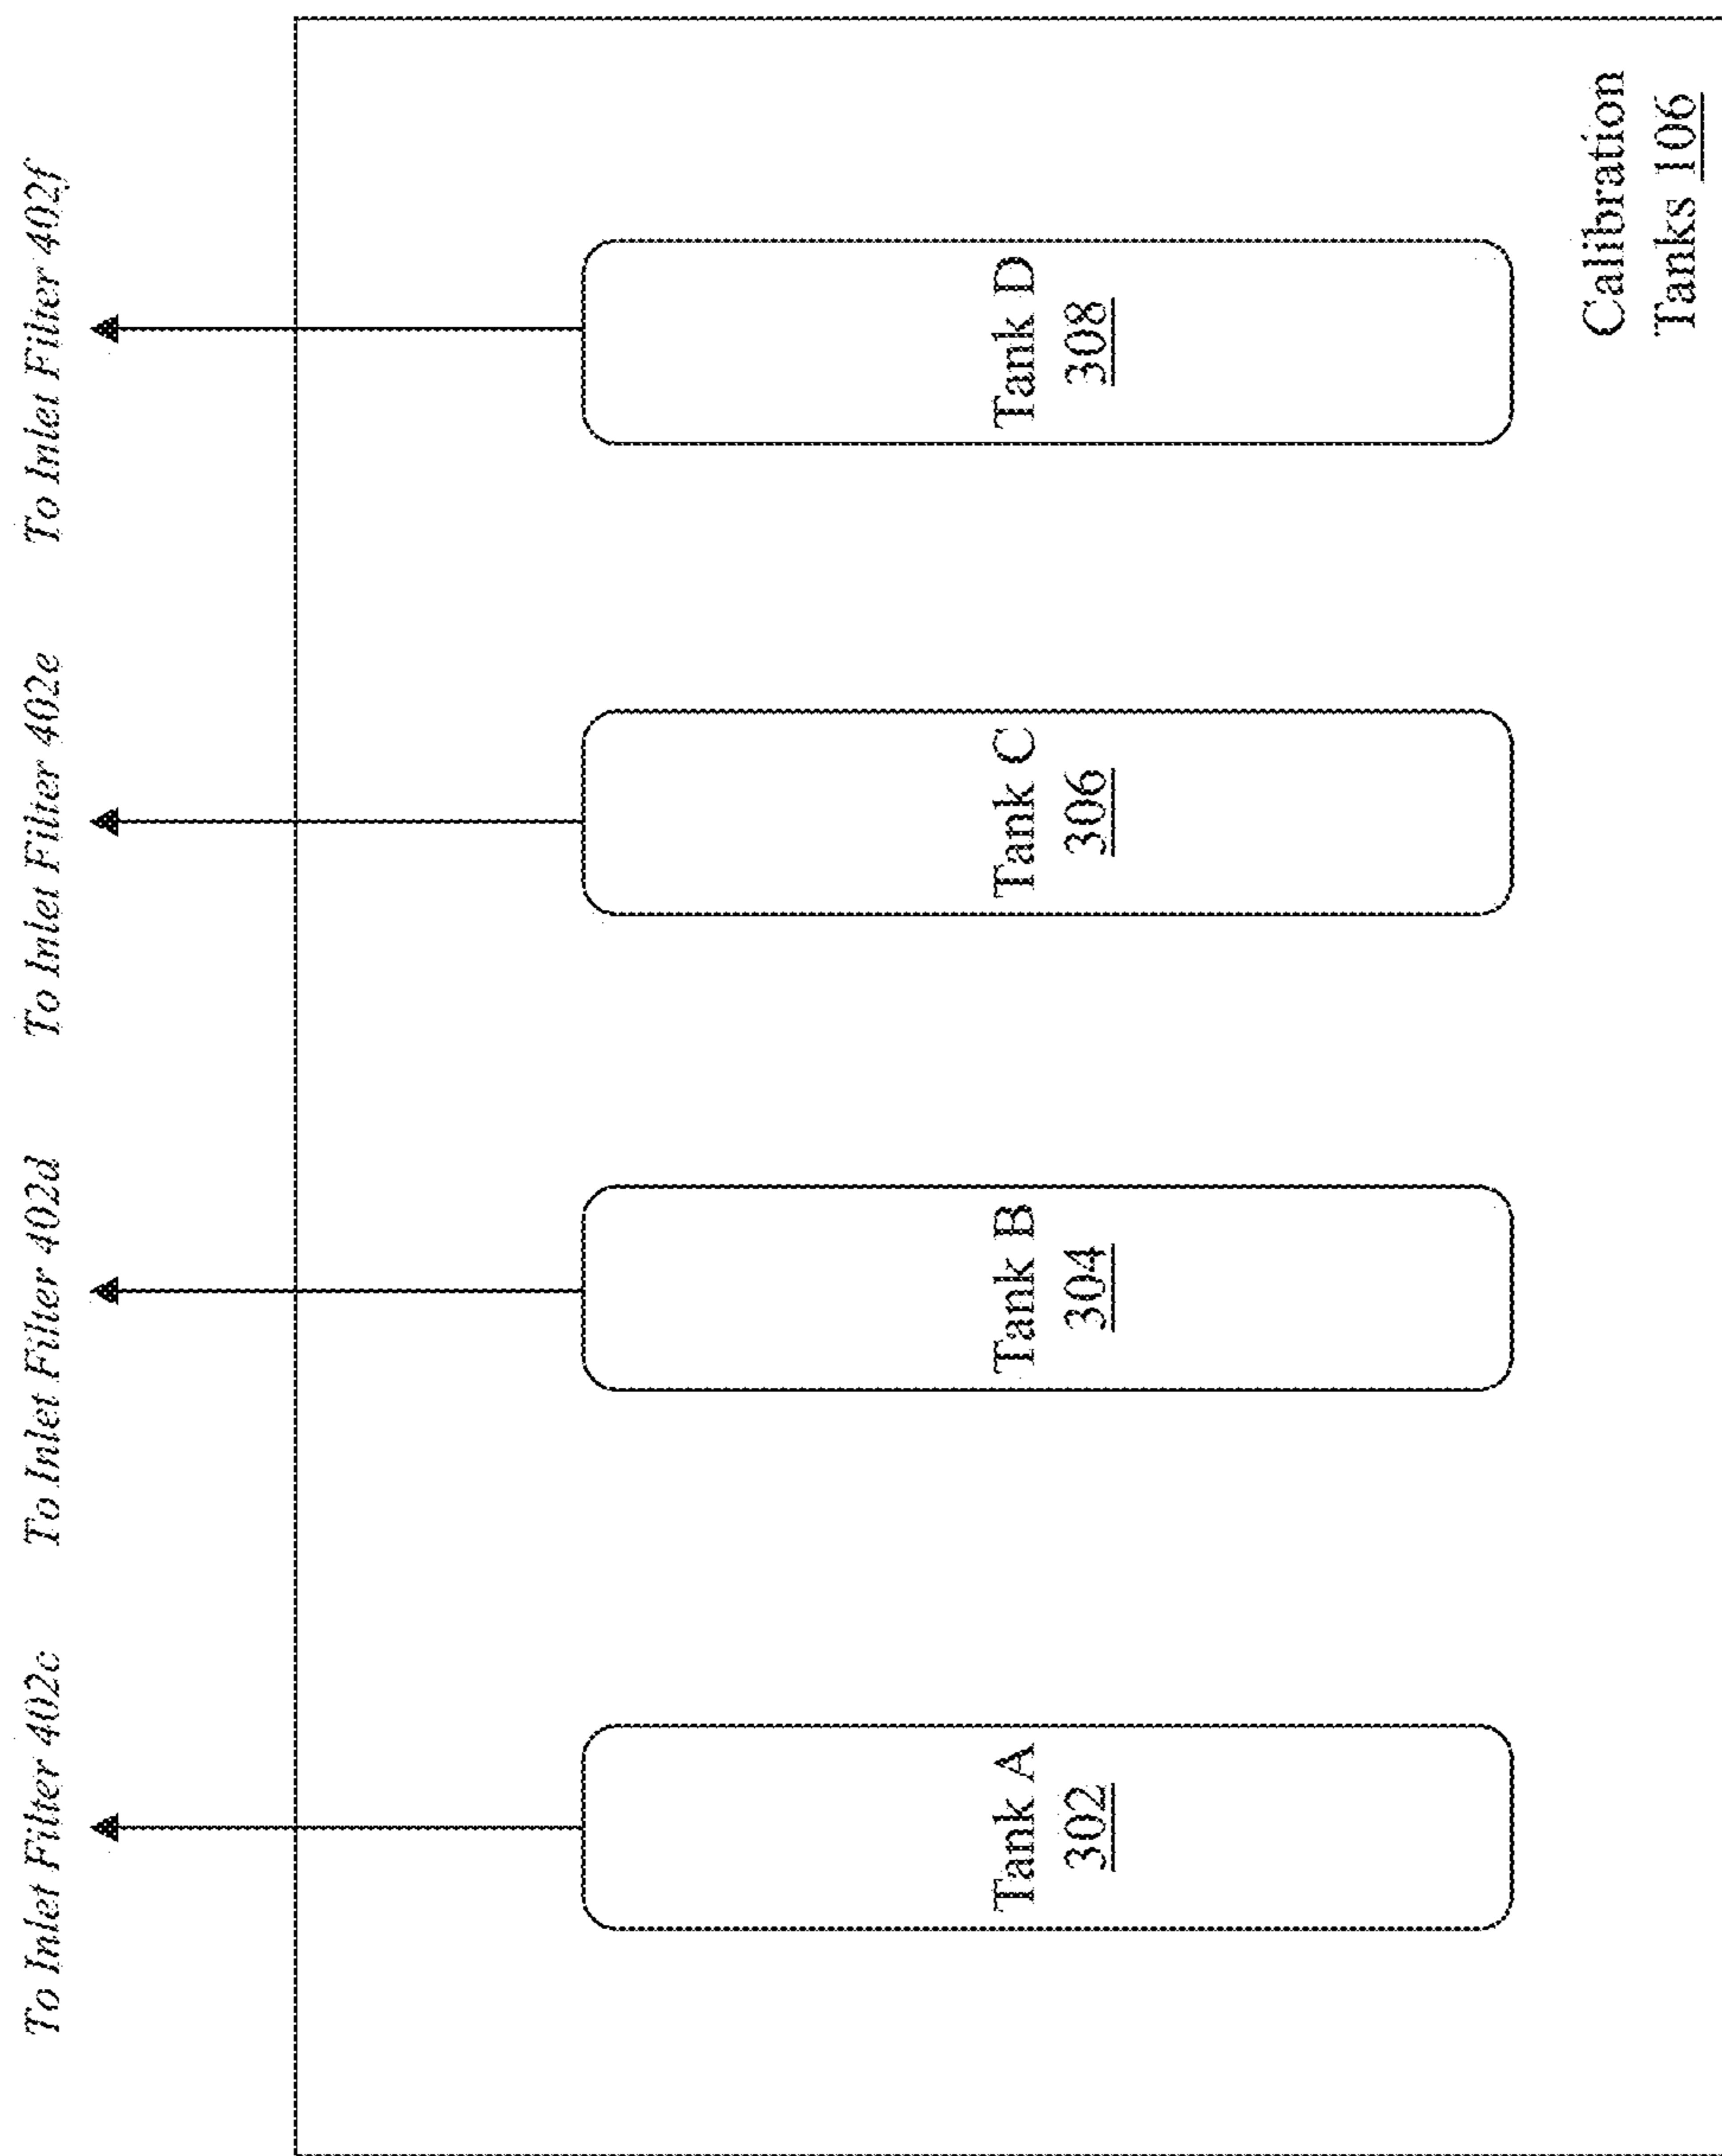 To Inlet Filter 402c
To Inlet Filter 402d
To Inlet Filter 402e
To Inlet Filter 402f
Tank A
302
Tank B
304
Tank C
306
Tank D
308
Calibration
Tanks 106